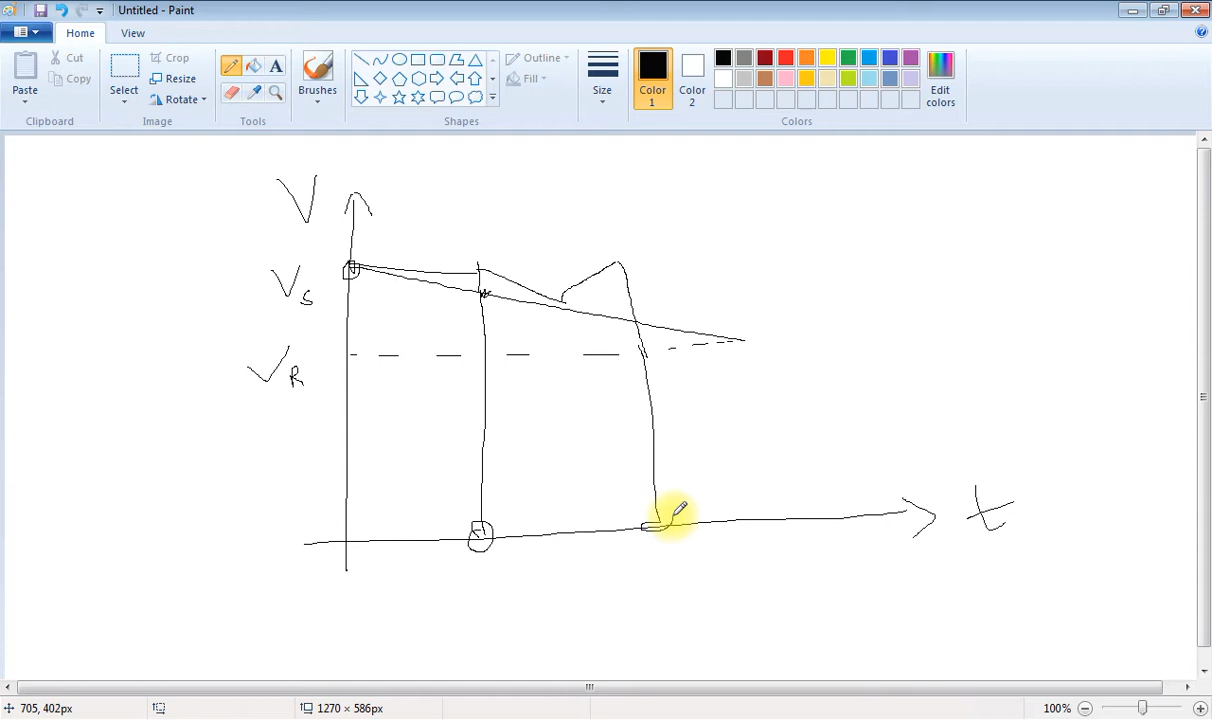 Untitled - Paint
Home View
Paste
Cut
Copy
Clipboard
Select
Crop
Resize
Rotate
Image
A
Tools
Brushes
Shapes
Outline
Fill
Size
Color 1
Color 2
Edit colors
Colors
V
Vs
VR
t
705, 402px
1270 × 586px
100%